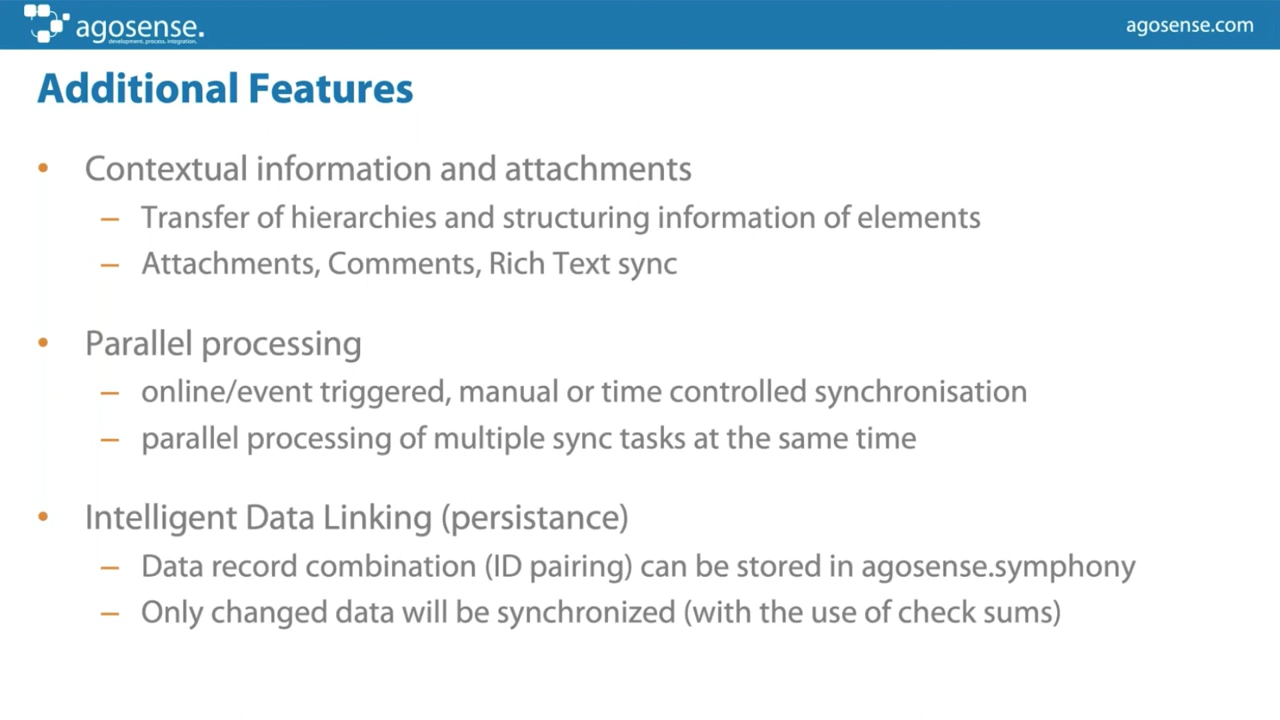 agosense.
development, process, integration.
agosense.com
Additional Features
• Contextual information and attachments
– Transfer of hierarchies and structuring information of elements
– Attachments, Comments, Rich Text sync
• Parallel processing
– online/event triggered, manual or time controlled synchronisation
– parallel processing of multiple sync tasks at the same time
• Intelligent Data Linking (persistance)
– Data record combination (ID pairing) can be stored in agosense.symphony
– Only changed data will be synchronized (with the use of check sums)